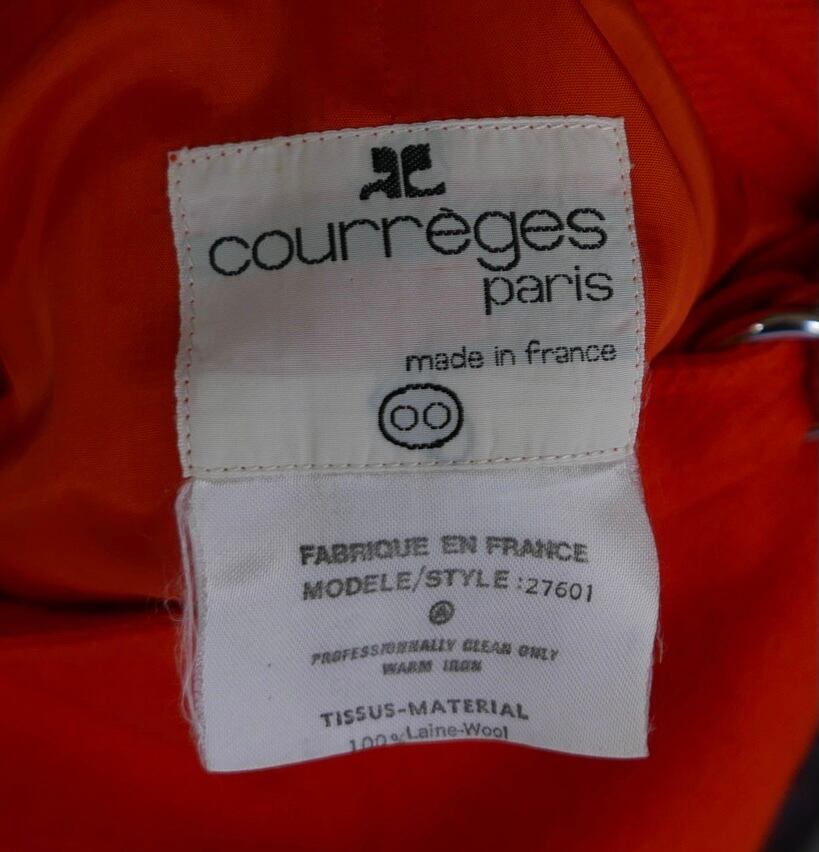 courrèges
paris
made in france
00
FABRIQUE EN FRANCE
MODELE/STYLE :27601
A
PROFESSIONNALLY CLEAN ONLY
WARM IRON
TISSUS-MATERIAL
100% Laine-Wool